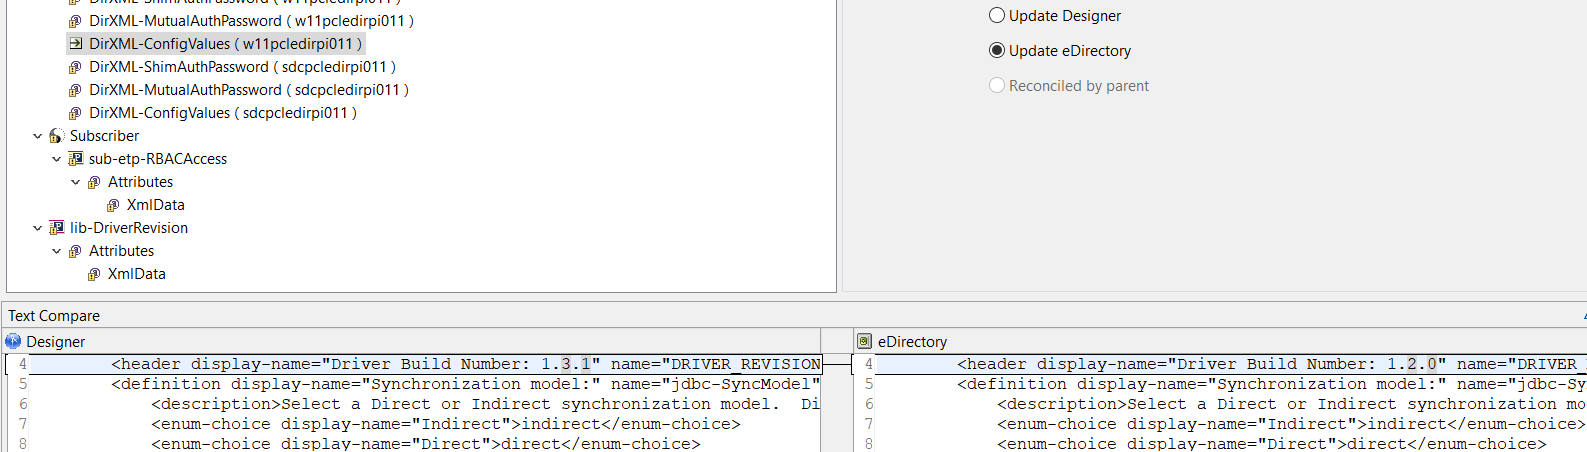 DirXML-ShimAuthPassword ( w11pcledirpi011 )
DirXML-MutualAuthPassword ( w11pcledirpi011 )
DirXML-ConfigValues ( w11pcledirpi011 )
DirXML-ShimAuthPassword ( sdcpcledirpi011 )
DirXML-MutualAuthPassword ( sdcpcledirpi011 )
DirXML-ConfigValues ( sdcpcledirpi011 )
Subscriber
sub-etp-RBACAccess
Attributes
XmlData
lib-DriverRevision
Attributes
XmlData
Update Designer
Update eDirectory
Reconciled by parent
Text Compare
Designer
4 <header display-name="Driver Build Number: 1.3.1" name="DRIVER_REVISION
5 <definition display-name="Synchronization model:" name="jdbc-SyncModel"
6 <description>Select a Direct or Indirect synchronization model.  Di
7 <enum-choice display-name="Indirect">indirect</enum-choice>
8 <enum-choice display-name="Direct">direct</enum-choice>
eDirectory
4 <header display-name="Driver Build Number: 1.2.0" name="DRIVER_
5 <definition display-name="Synchronization model:" name="jdbc-Sy
6 <description>Select a Direct or Indirect synchronization mo
7 <enum-choice display-name="Indirect">indirect</enum-choice>
8 <enum-choice display-name="Direct">direct</enum-choice>